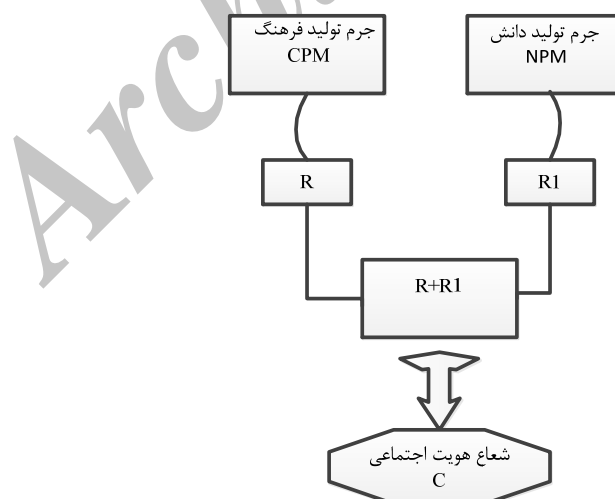 جرم تولید دانش
NPM
جرم تولید فرهنگ
CPM
R1
R
R+R1
شعاع هویت اجتماعی
C